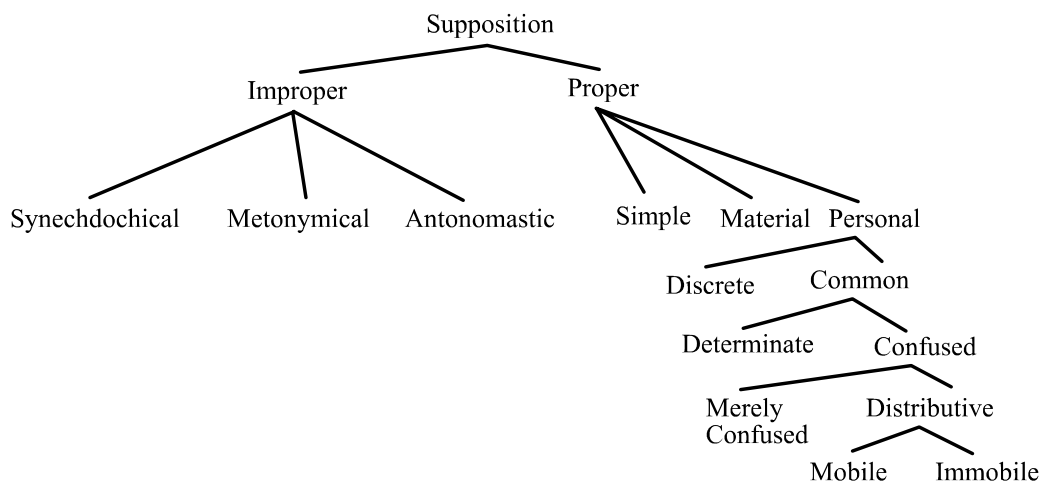 Supposition
Improper
Proper
Synechdochical
Metonymical
Antonomastic
Simple
Material
Personal
Discrete
Common
Determinate
Confused
Merely
Confused
Distributive
Mobile
Immobile